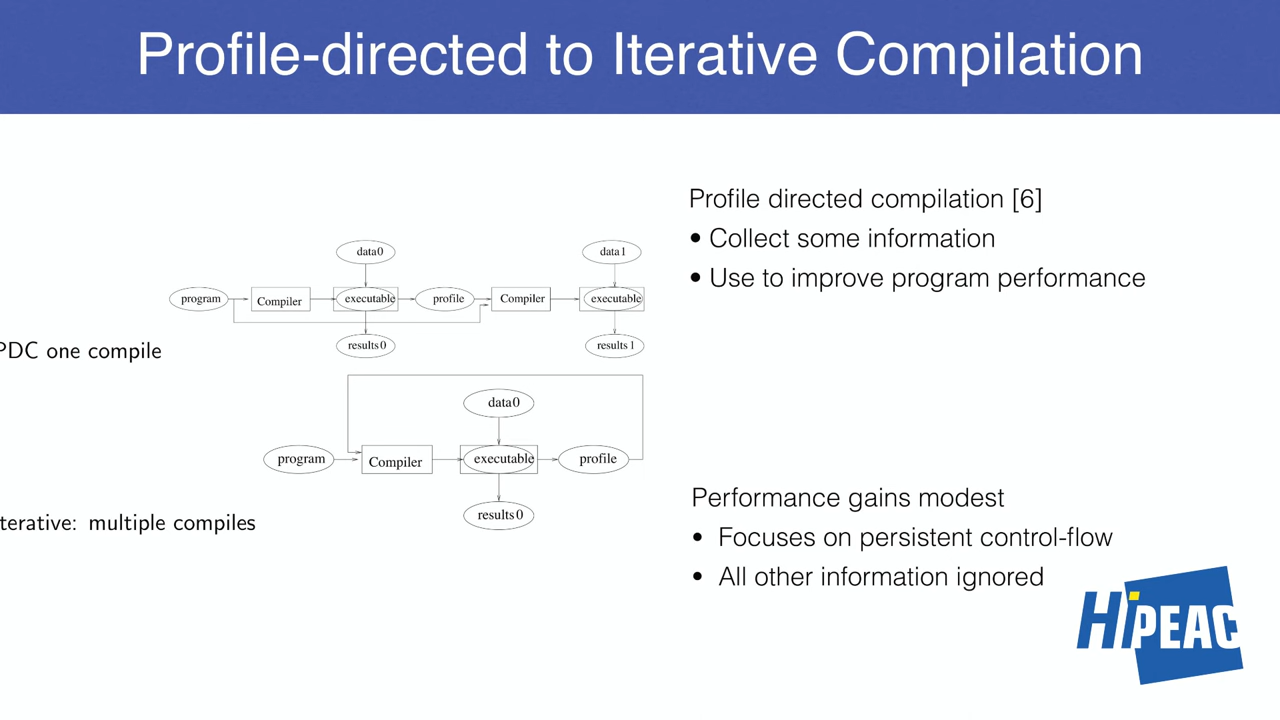 Profile-directed to Iterative Compilation
Profile directed compilation [6]
• Collect some information
• Use to improve program performance
data0
data1
program
Compiler
executable
profile
Compiler
executable
results0
results1
PDC one compile
data0
program
Compiler
executable
profile
results0
terative: multiple compiles
Performance gains modest
• Focuses on persistent control-flow
• All other information ignored
HiPEAC